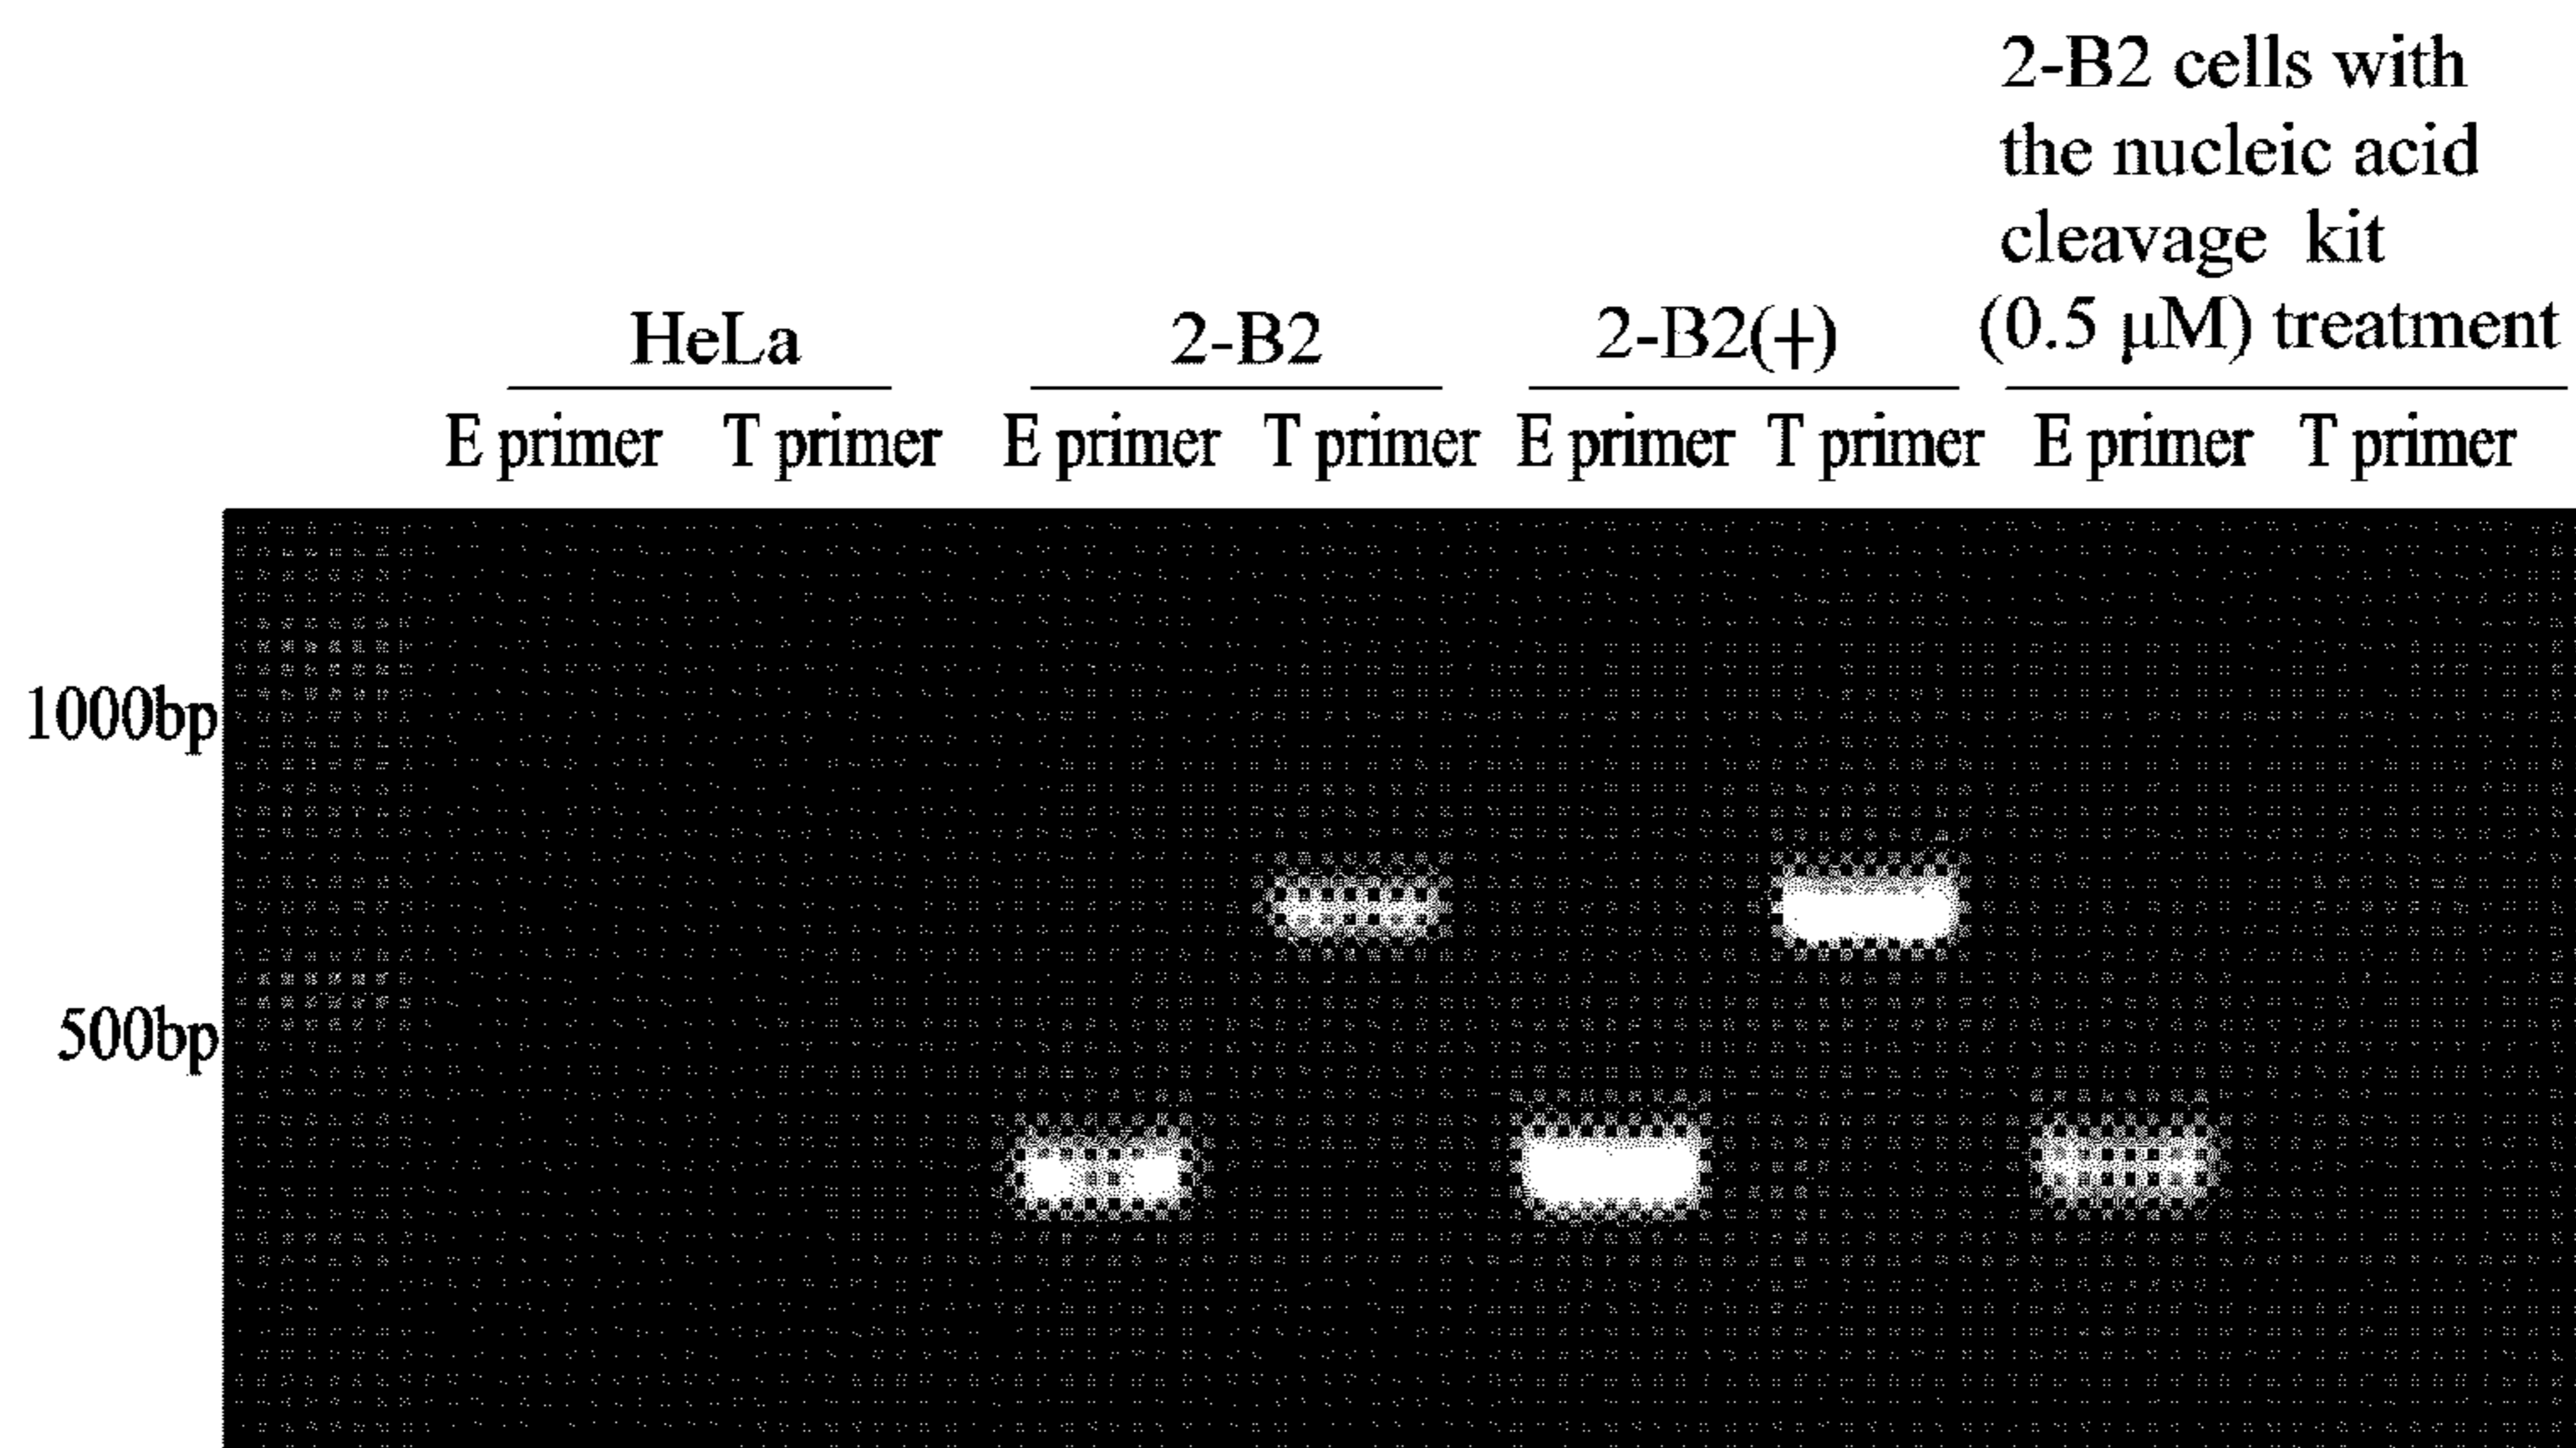 2-B2 cells with
the nucleic acid
cleavage kit
(0.5 μM) treatment
HeLa 2-B2 2-B2(+)
E primer T primer E primer T primer E primer T primer E primer T primer
1000bp
500bp